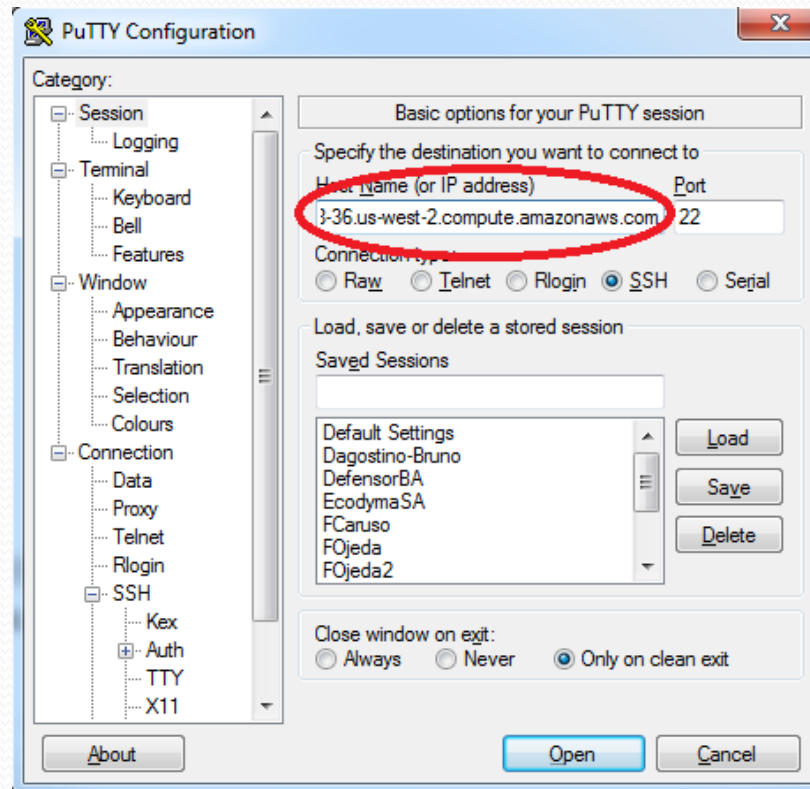 PuTTY Configuration
Category:
Session
Logging
Terminal
Keyboard
Bell
Features
Window
Appearance
Behaviour
Translation
Selection
Colours
Connection
Data
Proxy
Telnet
Rlogin
SSH
Kex
Auth
TTY
X11
Basic options for your PuTTY session
Specify the destination you want to connect to
Host Name (or IP address) Port
3-36.us-west-2.compute.amazonaws.com 22
Connection type:
Raw Telnet Rlogin SSH Serial
Load, save or delete a stored session
Saved Sessions
Default Settings
Dagostino-Bruno
DefensorBA
EcodymaSA
FCaruso
FOjeda
FOjeda2
Load
Save
Delete
Close window on exit:
Always Never Only on clean exit
About Open Cancel